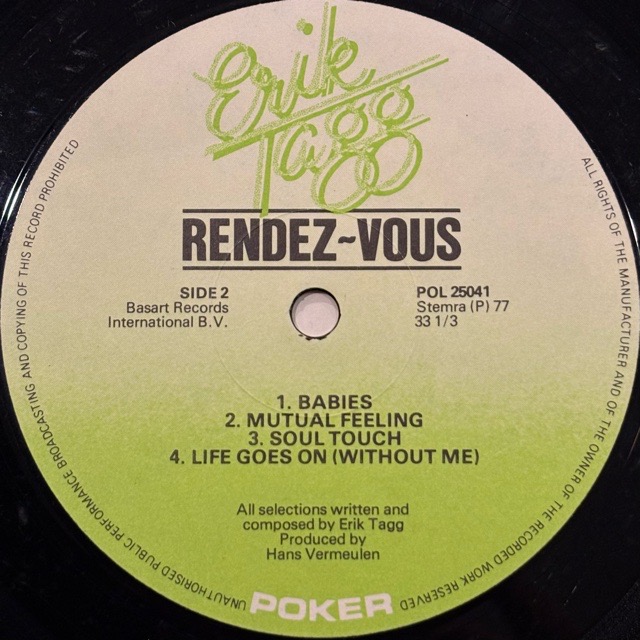 Erik
Tagg
RENDEZ~VOUS
SIDE 2
Basart Records
International B.V.
POL 25041
Stemra (P) 77
33 1/3
1. BABIES
2. MUTUAL FEELING
3. SOUL TOUCH
4. LIFE GOES ON (WITHOUT ME)
All selections written and
composed by Erik Tagg
Produced by
Hans Vermeulen
POKER
ALL RIGHTS OF THE MANUFACTURER AND OF THE OWNER OF THE RECORDED WORK RESERVED
UNAUTHORISED PUBLIC PERFORMANCE BROADCASTING AND COPYING OF THIS RECORD PROHIBITED